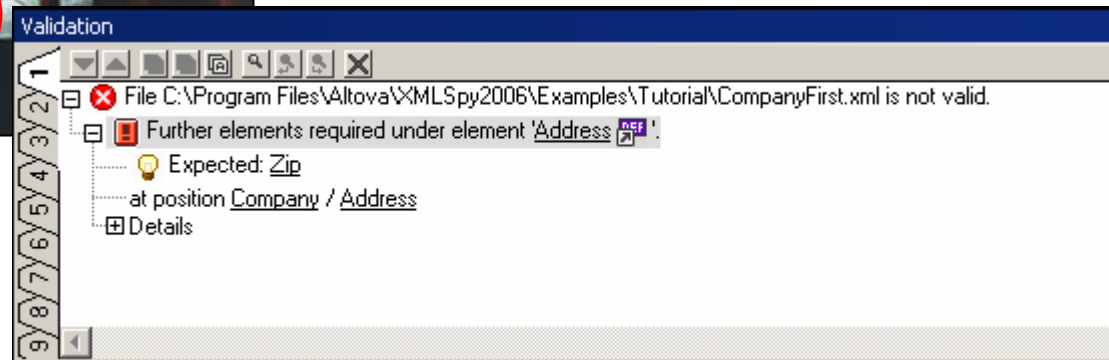 Validation
File C:\Program Files\Altova\XMLSpy2006\Examples\Tutorial\CompanyFirst.xml is not valid.
Further elements required under element 'Address DEF '.
Expected: Zip
at position Company / Address
Details
1
2
3
4
5
6
7
8
9